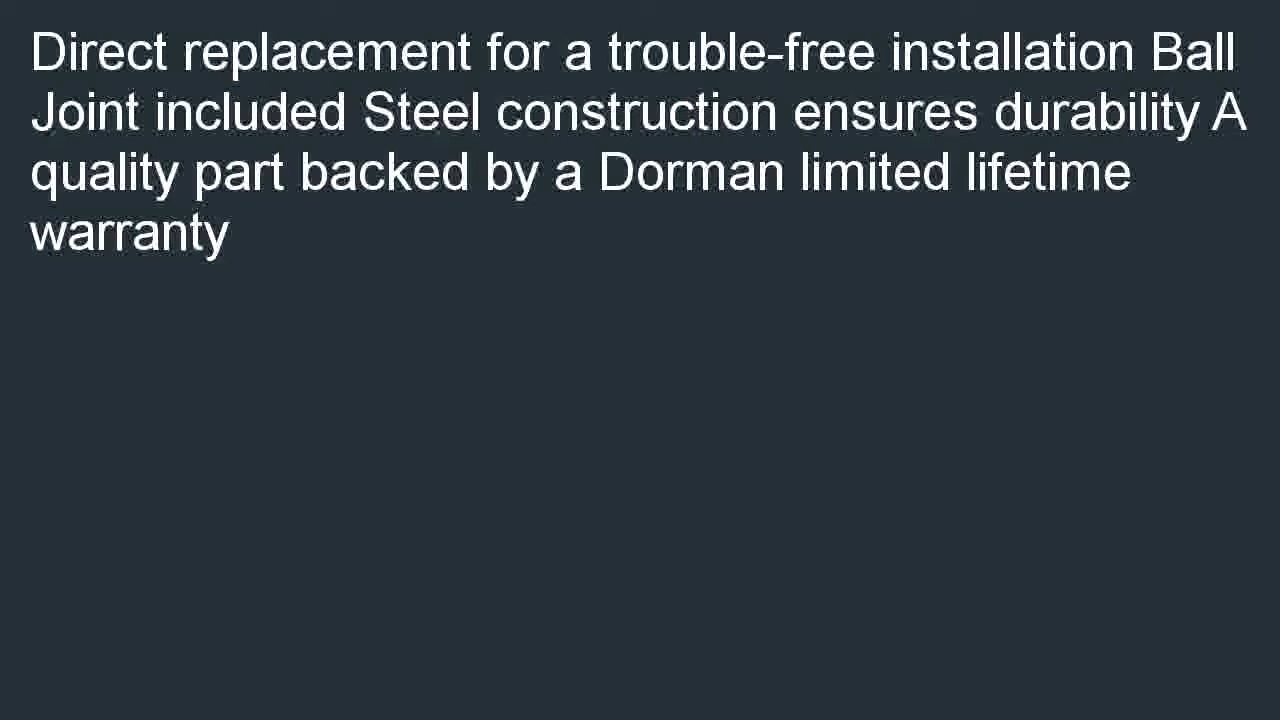 Direct replacement for a trouble-free installation Ball
Joint included Steel construction ensures durability A
quality part backed by a Dorman limited lifetime
warranty